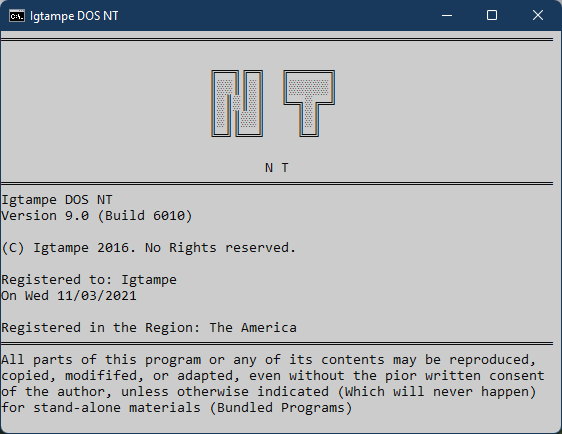 Igtampe DOS NT
NT
N T
Igtampe DOS NT
Version 9.0 (Build 6010)
(C) Igtampe 2016. No Rights reserved.
Registered to: Igtampe
On Wed 11/03/2021
Registered in the Region: The America
All parts of this program or any of its contents may be reproduced,
copied, modififed, or adapted, even without the pior written consent
of the author, unless otherwise indicated (Which will never happen)
for stand-alone materials (Bundled Programs)